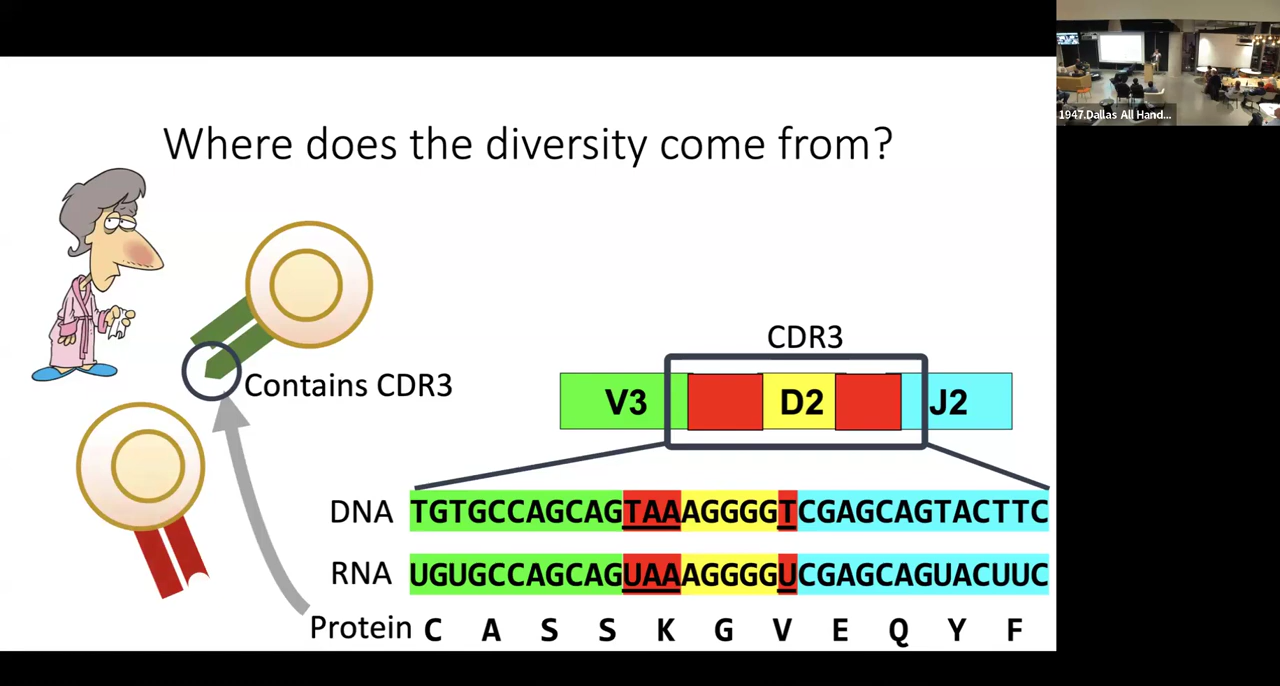 1947.Dallas All Hand...
Where does the diversity come from?
Contains CDR3
CDR3
V3 D2 J2
DNA TGTGCCAGCAGTAAAGGGGTCGAGCAGTACTTC
RNA UGUGCCAGCAGUAAAGGGGUCGAGCAGUACUUC
Protein C A S S K G V E Q Y F